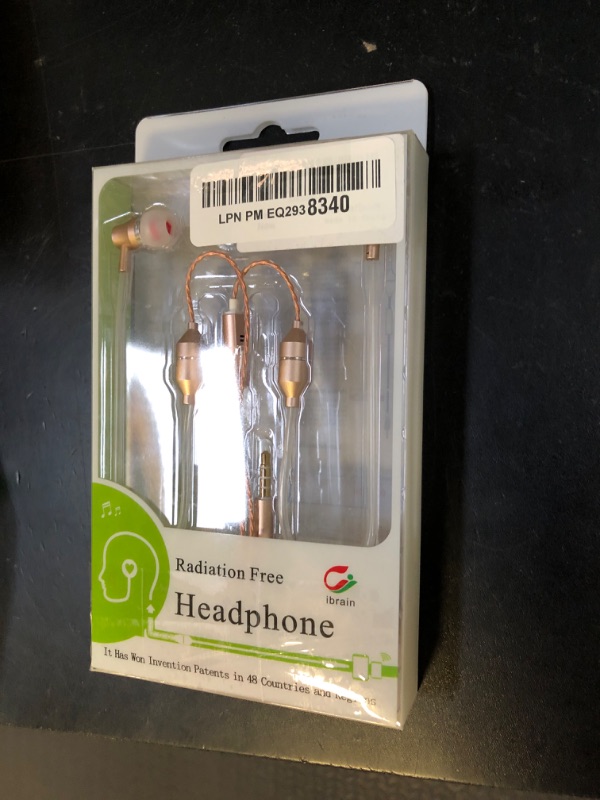 LPN PM EQ2938340
Radiation Free
ibrain
Headphone
It Has Won Invention Patents in 48 Countries and Regions